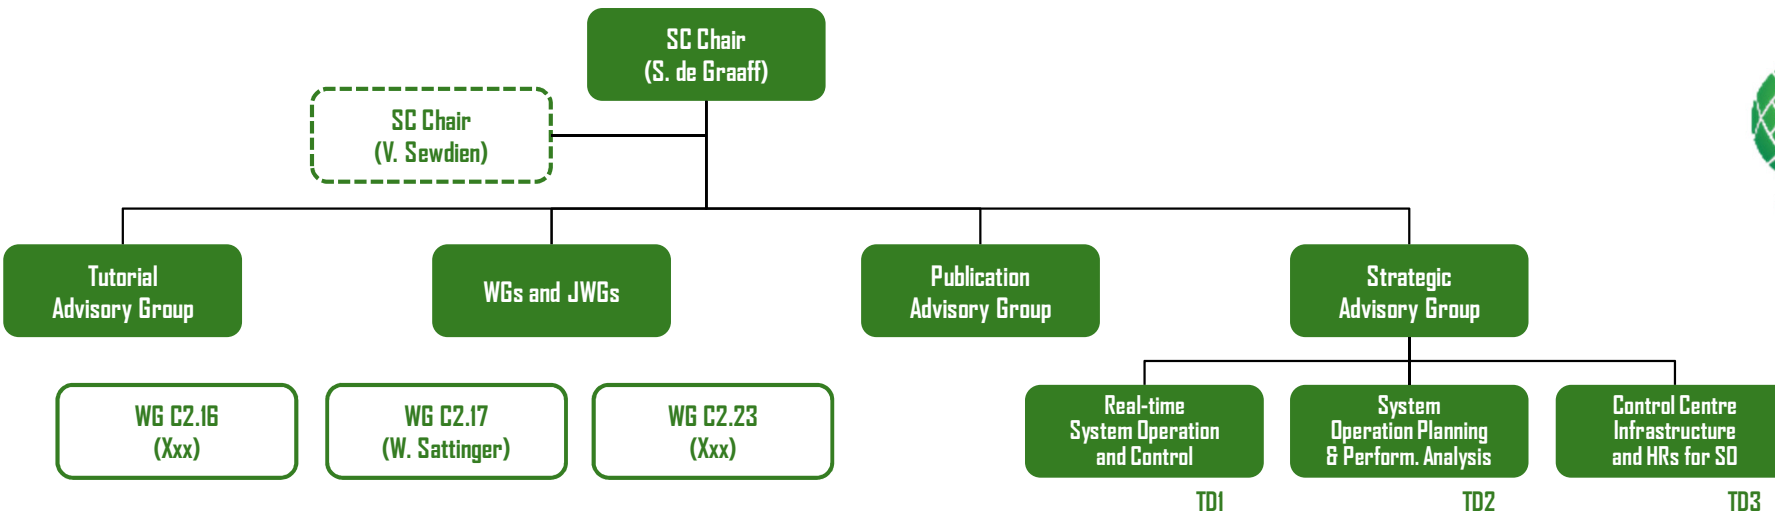 SC Chair
(S. de Graaff)
SC Chair
(V. Sewdien)
Tutorial
Advisory Group
WGs and JWGs
Publication
Advisory Group
Strategic
Advisory Group
WG C2.16
(Xxx)
WG C2.17
(W. Sattinger)
WG C2.23
(Xxx)
Real-time
System Operation
and Control
System
Operation Planning
& Perform. Analysis
Control Centre
Infrastructure
and HRs for SO
TD1
TD2
TD3